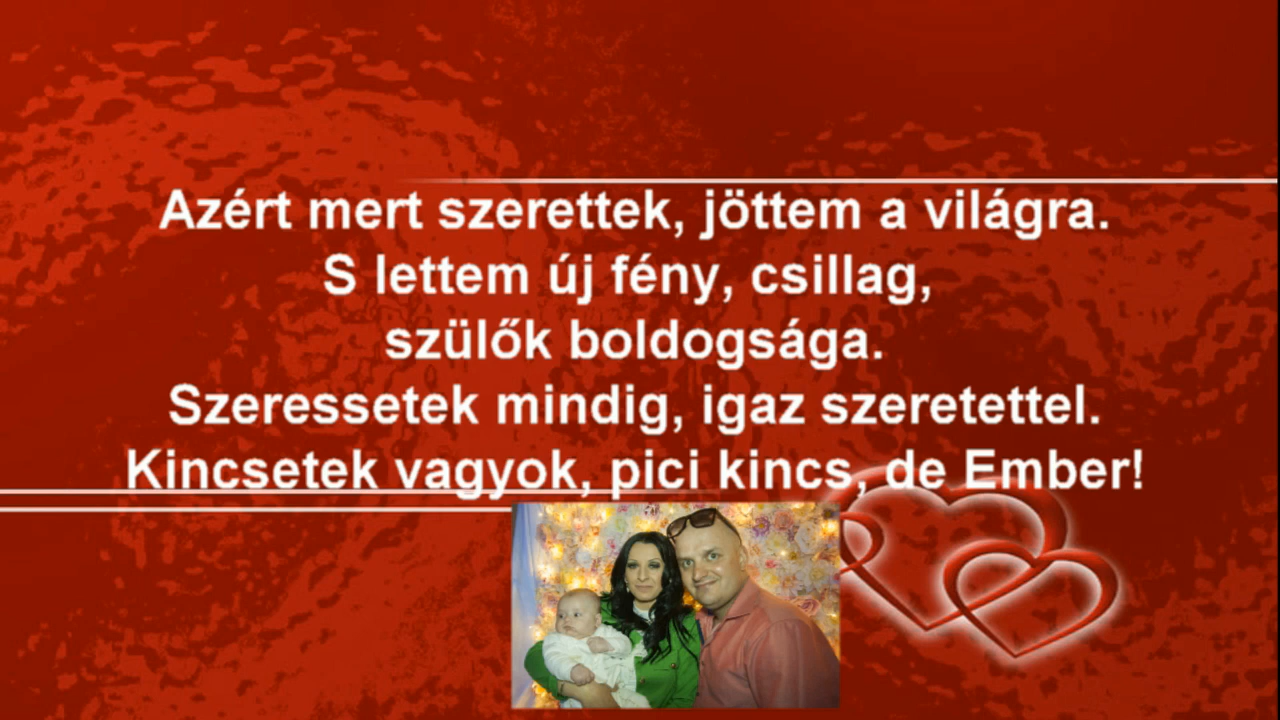 Azért mert szerettek, jöttem a világra.
S lettem új fény, csillag,
szülők boldogsága.
Szeressetek mindig, igaz szeretettel.
Kincsetek vagyok, pici kincs, de Ember!